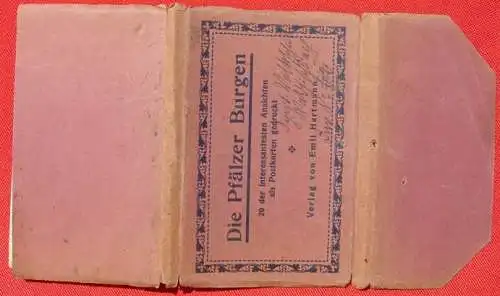 Die Pfälzer Burgen
20 der interessantesten Ansichten
als Postkarten gedruckt
Verlag von Emil Hartmann